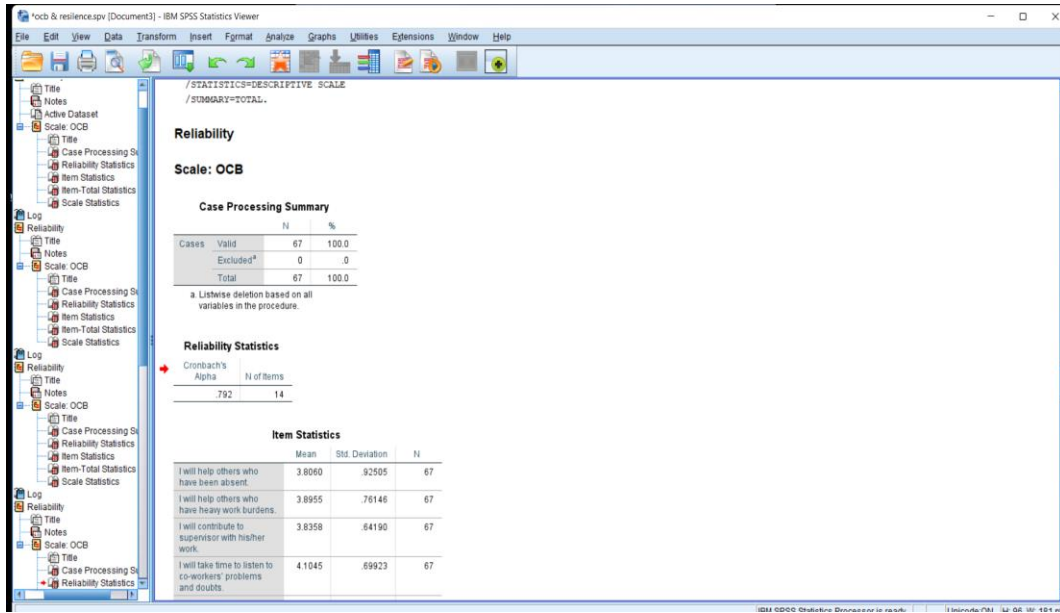 *ocb & resilence.spv [Document3] - IBM SPSS Statistics Viewer
File Edit View Data Transform Insert Format Analyze Graphs Utilities Extensions Window Help
Title
Notes
Active Dataset
Scale: OCB
Title
Case Processing Su
Reliability Statistics
Item Statistics
Item-Total Statistics
Scale Statistics
Log
Reliability
Title
Notes
Scale: OCB
Title
Case Processing Su
Reliability Statistics
Item Statistics
Item-Total Statistics
Scale Statistics
Log
Reliability
Title
Notes
Scale: OCB
Title
Case Processing Su
Reliability Statistics
Item Statistics
Item-Total Statistics
Scale Statistics
Log
Reliability
Title
Notes
Scale: OCB
Title
Case Processing Su
Reliability Statistics
/STATISTICS=DESCRIPTIVE SCALE
/SUMMARY=TOTAL.
Reliability
Scale: OCB
Case Processing Summary
N %
Cases Valid 67 100.0
Excludedᵃ 0 .0
Total 67 100.0
a. Listwise deletion based on all
variables in the procedure.
Reliability Statistics
Cronbach's
Alpha N of Items
.792 14
Item Statistics
Mean Std. Deviation N
I will help others who
have been absent. 3.8060 .92505 67
I will help others who
have heavy work burdens. 3.8955 .76146 67
I will contribute to
supervisor with his/her
work. 3.8358 .64190 67
I will take time to listen to
co-workers' problems
and doubts. 4.1045 .69923 67
IBM SPSS Statistics Processor is ready Unicode:ON H: 96, W: 181